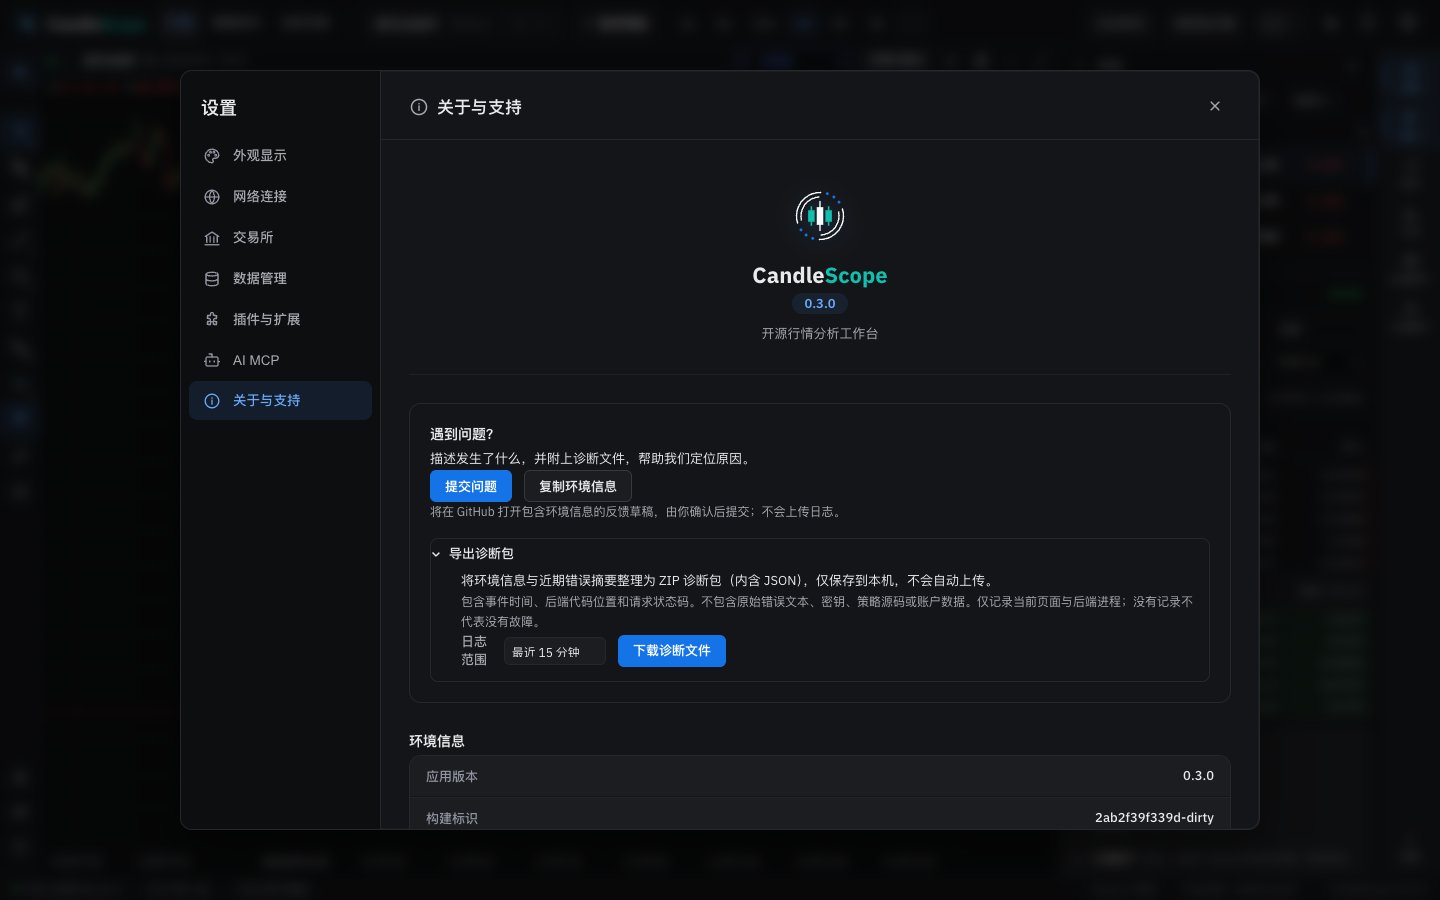 设置
外观显示
网络连接
交易所
数据管理
插件与扩展
AI MCP
关于与支持
关于与支持
CandleScope
0.3.0
开源行情分析工作台
遇到问题?
描述发生了什么，并附上诊断文件，帮助我们定位原因。
提交问题 复制环境信息
将在 GitHub 打开包含环境信息的反馈草稿，由你确认后提交；不会上传日志。
导出诊断包
将环境信息与近期错误摘要整理为 ZIP 诊断包（内含 JSON），仅保存到本机，不会自动上传。
包含事件时间、后端代码位置和请求状态码。不包含原始错误文本、密钥、策略源码或账户数据。仅记录当前页面与后端进程；没有记录不
代表没有故障。
日志
范围
最近 15 分钟 下载诊断文件
环境信息
应用版本 0.3.0
构建标识 2ab2f39f339d-dirty